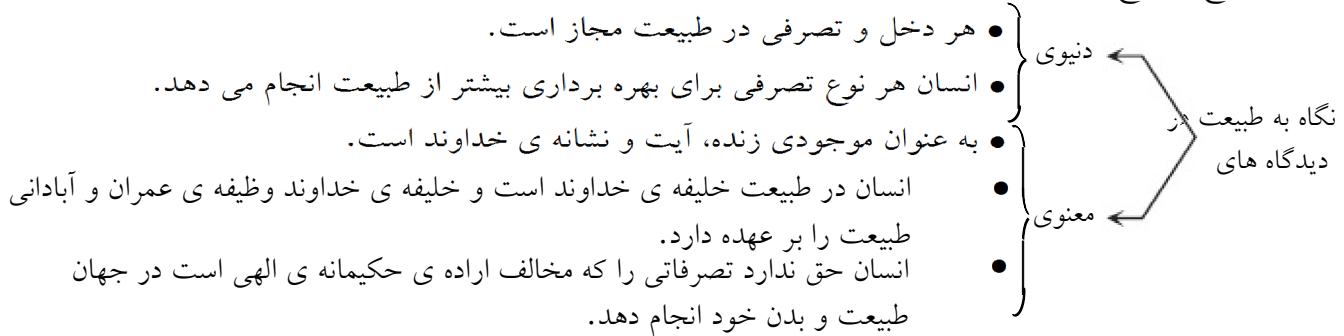 نگاه به طبیعت در
دیدگاه های
دنیوی
هر دخل و تصرفی در طبیعت مجاز است.
انسان هر نوع تصرفی برای بهره برداری بیشتر از طبیعت انجام می دهد.
معنوی
به عنوان موجودی زنده، آیت و نشانه ی خداوند است.
انسان در طبیعت خلیفه ی خداوند است و خلیفه ی خداوند وظیفه ی عمران و آبادانی
طبیعت را بر عهده دارد.
انسان حق ندارد تصرفاتی را که مخالف اراده ی حکیمانه ی الهی است در جهان
طبیعت و بدن خود انجام دهد.